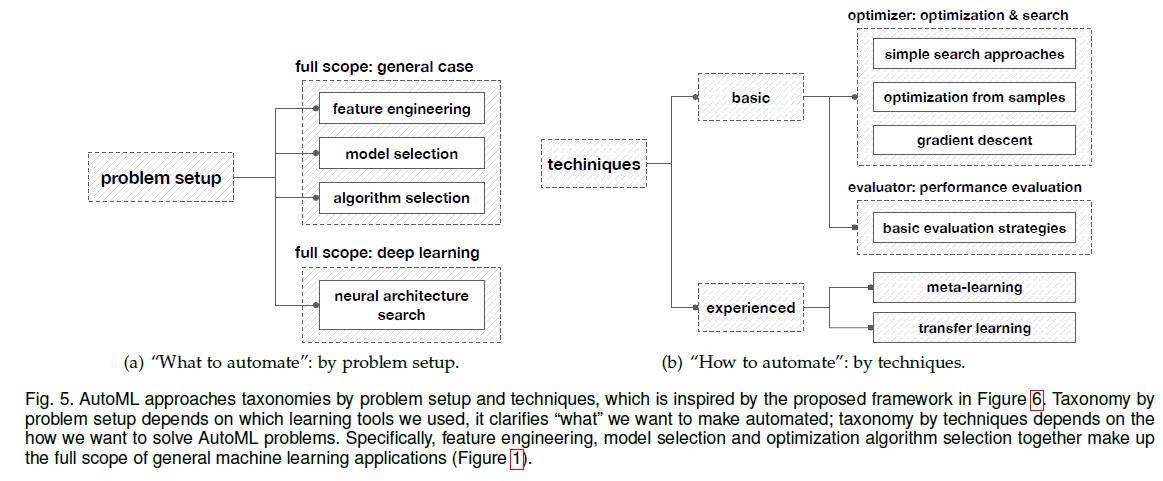 full scope: general case
feature engineering
model selection
algorithm selection
problem setup
full scope: deep learning
neural architecture
search
(a) “What to automate”: by problem setup.
optimizer: optimization & search
simple search approaches
optimization from samples
gradient descent
basic
techiniques
evaluator: performance evaluation
basic evaluation strategies
experienced
meta-learning
transfer learning
(b) “How to automate”: by techniques.
Fig. 5. AutoML approaches taxonomies by problem setup and techniques, which is inspired by the proposed framework in Figure 6. Taxonomy by
problem setup depends on which learning tools we used, it clarifies “what” we want to make automated; taxonomy by techniques depends on the
how we want to solve AutoML problems. Specifically, feature engineering, model selection and optimization algorithm selection together make up
the full scope of general machine learning applications (Figure 1).